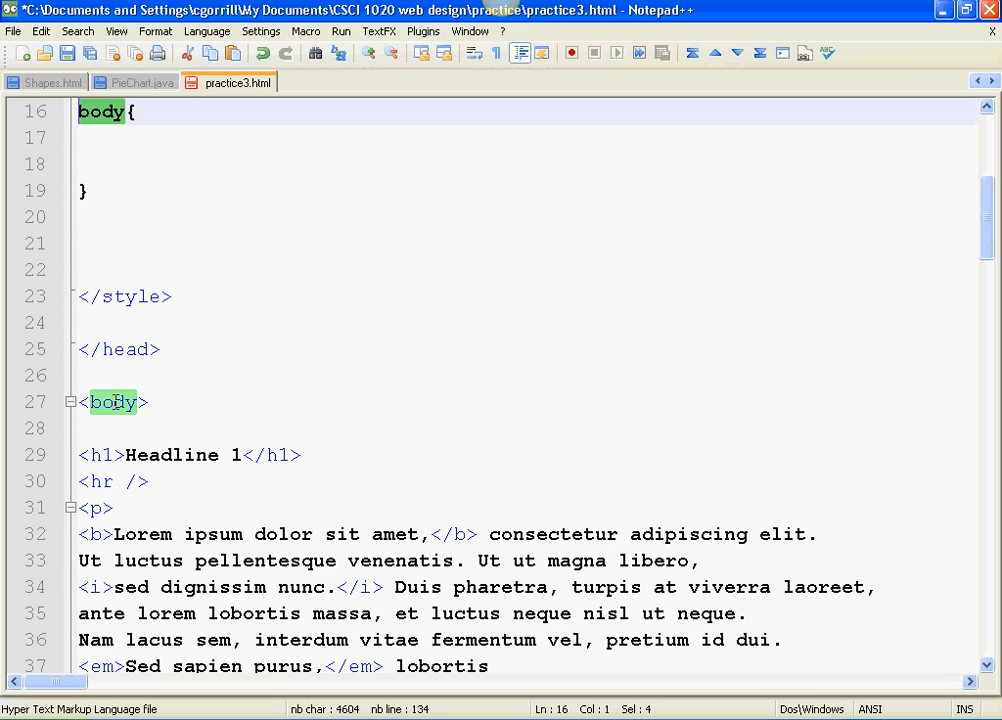 *C:\Documents and Settings\cgorrill\My Documents\CSCI 1020 web design\practice\practice3.html - Notepad++
File Edit Search View Format Language Settings Macro Run TextFX Plugins Window ? X
Shapes.html PieChart.java practice3.html
16 body{
17
18
19 }
20
21
22
23 </style>
24
25 </head>
26
27 <body>
28
29 <h1>Headline 1</h1>
30 <hr />
31 <p>
32 <b>Lorem ipsum dolor sit amet,</b> consectetur adipiscing elit.
33 Ut luctus pellentesque venenatis. Ut ut magna libero,
34 <i>sed dignissim nunc.</i> Duis pharetra, turpis at viverra laoreet,
35 ante lorem lobortis massa, et luctus neque nisl ut neque.
36 Nam lacus sem, interdum vitae fermentum vel, pretium id dui.
37 <em>Sed sapien purus,</em> lobortis
Hyper Text Markup Language file nb char : 4604 nb line : 134 Ln : 16 Col : 1 Sel : 4 Dos\Windows ANSI INS